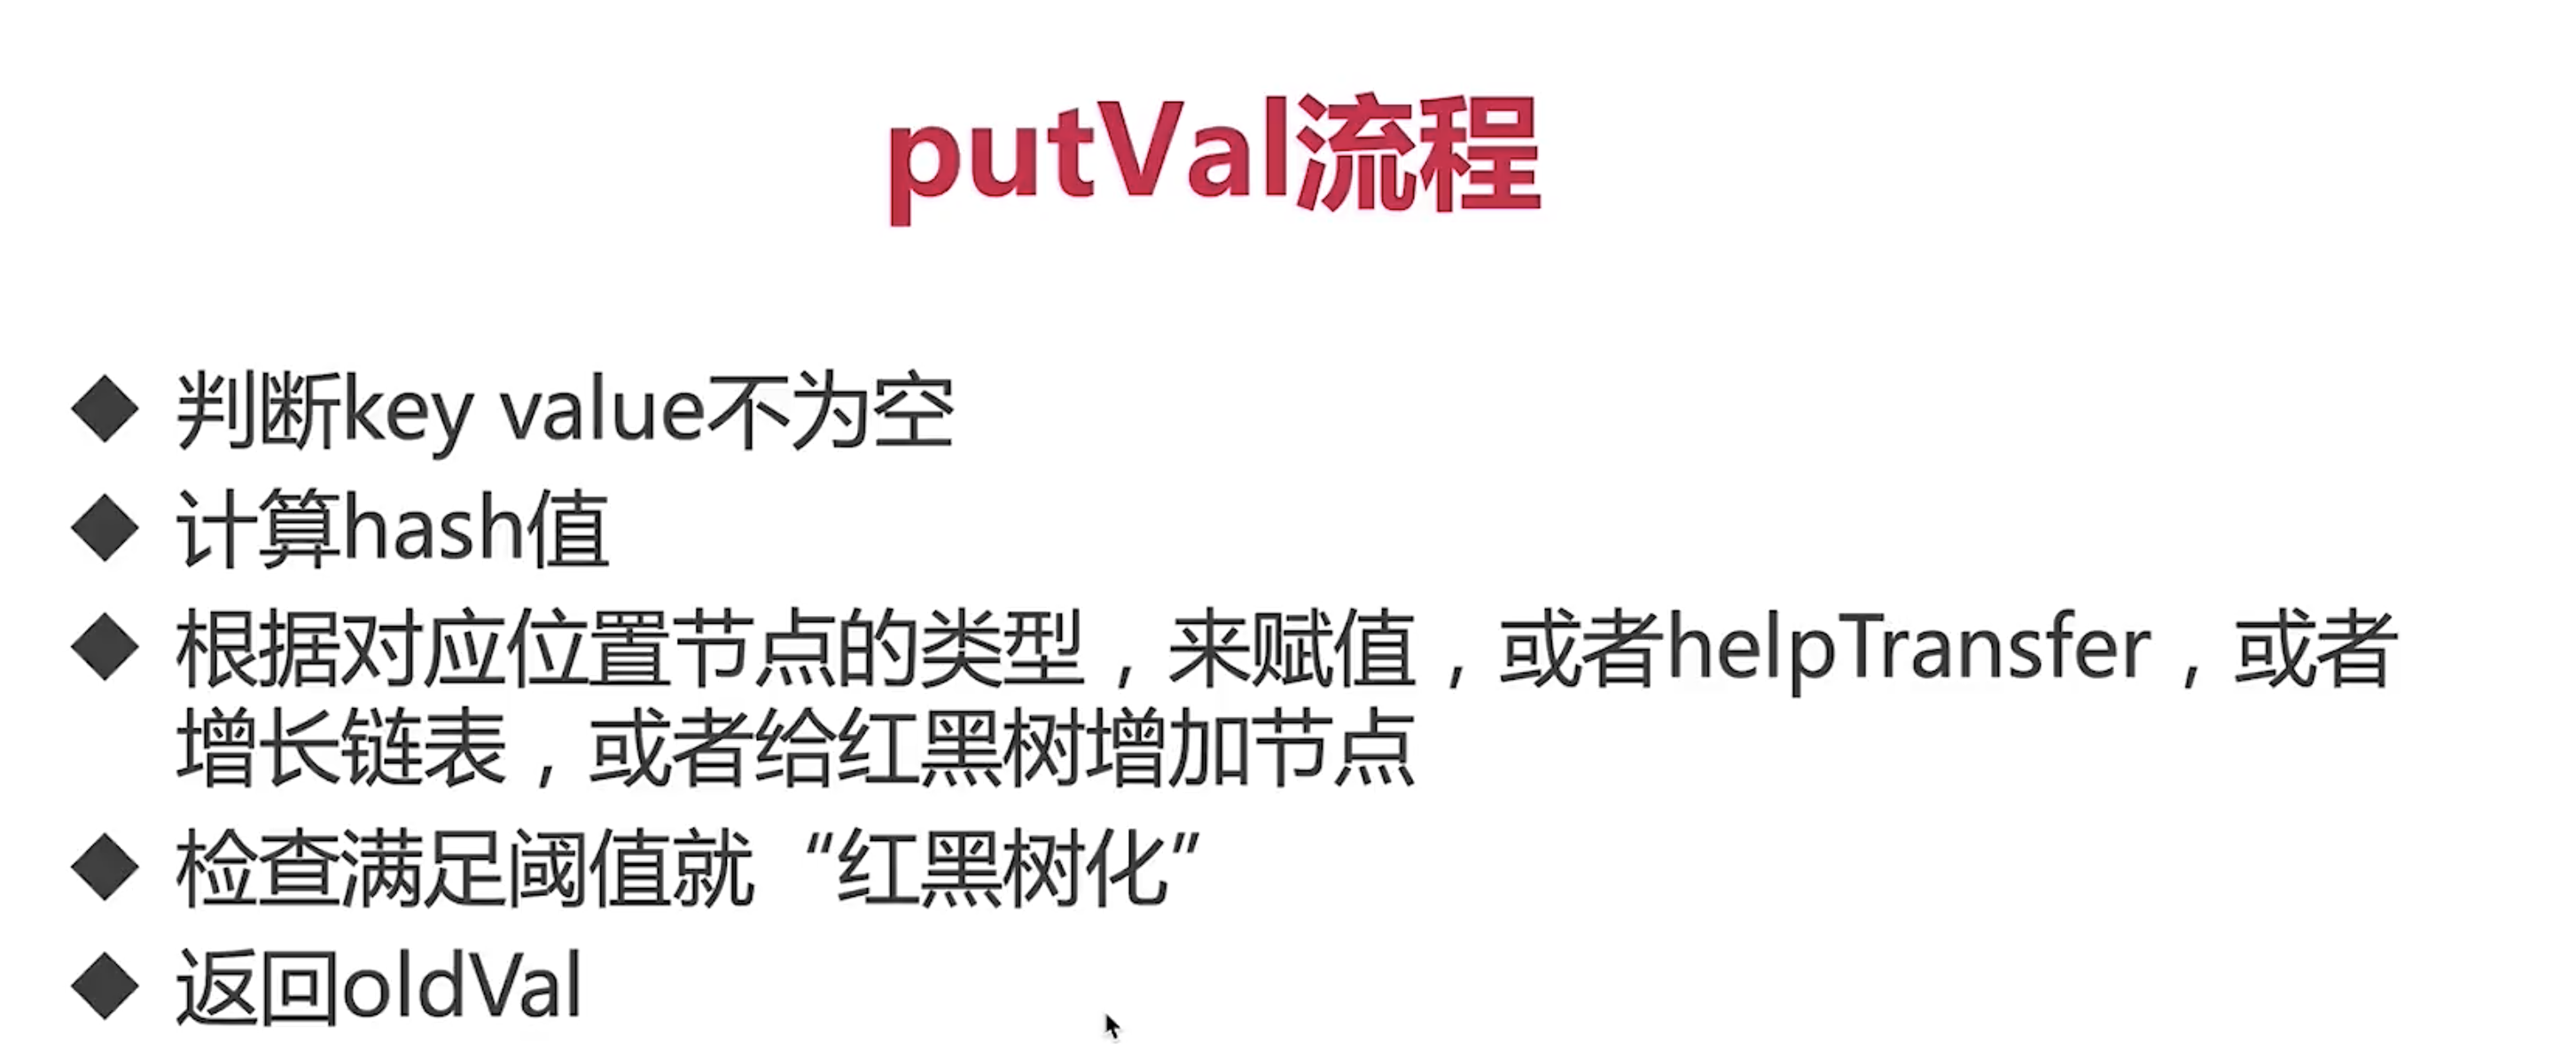 putVal流程
◆ 判断key value不为空
◆ 计算hash值
◆ 根据对应位置节点的类型，来赋值，或者helpTransfer，或者
增长链表，或者给红黑树增加节点
◆ 检查满足阈值就 “红黑树化”
◆ 返回oldVal